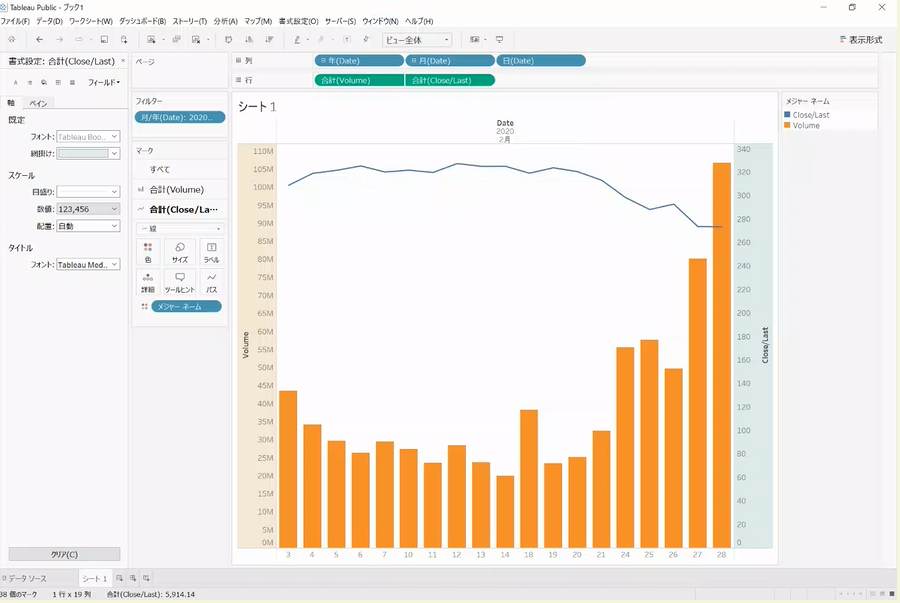 Tableau Public - ブック1
ファイル(F) データ(D) ワークシート(W) ダッシュボード(B) ストーリー(T) 分析(A) マップ(M) 書式設定(O) サーバー(S) ウィンドウ(N) ヘルプ(H)
ビュー全体
表示形式
書式設定: 合計(Close/Last) ×
フィールド
軸 ペイン
既定
フォント: Tableau Boo...
網掛け:
スケール
目盛り:
数値: 123,456
配置: 自動
タイトル
フォント: Tableau Med...
クリア(C)
ページ
フィルター
月/年(Date): 2020..
マーク
すべて
合計(Volume)
合計(Close/La…
線
色 サイズ ラベル
詳細 ツールヒント パス
メジャー ネーム
列 年(Date) 月(Date) 日(Date)
行 合計(Volume) 合計(Close/Last)
シート 1
Date
2020
2月
110M
105M
100M
95M
90M
85M
80M
75M
70M
65M
60M
55M
50M
45M
40M
35M
30M
25M
20M
15M
10M
5M
0M
Volume
340
320
300
280
260
240
220
200
180
160
140
120
100
80
60
40
20
0
Close/Last
3 4 5 6 7 10 11 12 13 14 18 19 20 21 24 25 26 27 28
メジャー ネーム
Close/Last
Volume
データ ソース シート 1
38 個のマーク 1 行 x 19 列 合計(Close/Last): 5,914.14